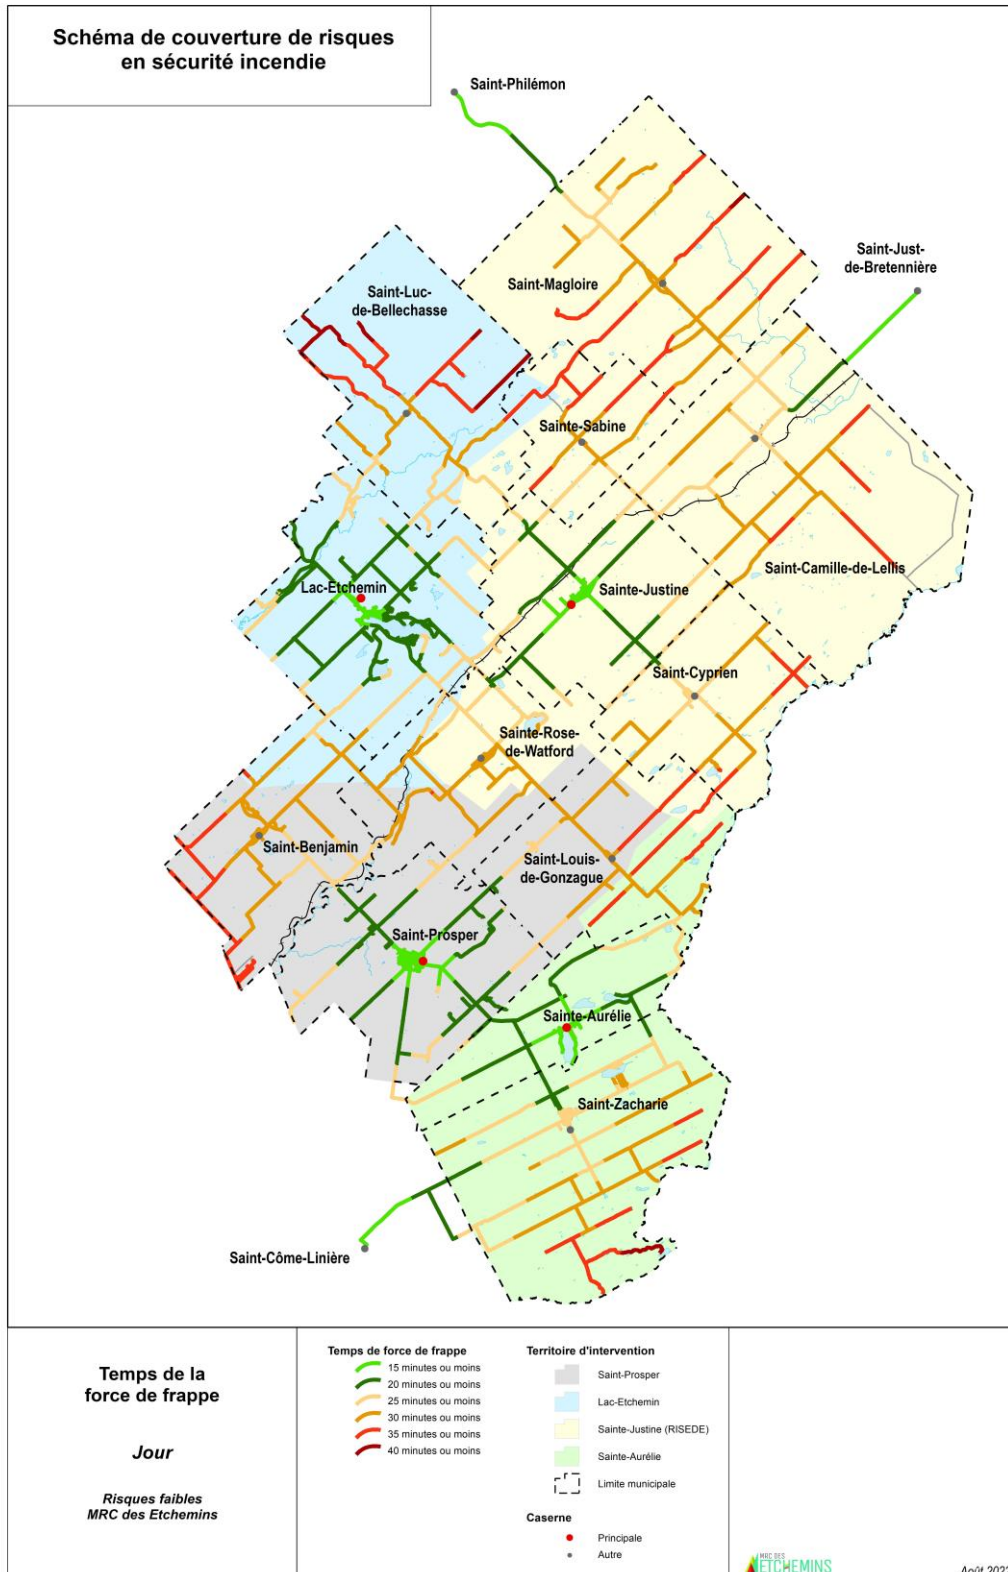 Schéma de couverture de risques
en sécurité incendie
Saint-Philémon
Saint-Just-
de-Bretennière
Saint-Magloire
Saint-Luc-
de-Bellechasse
Sainte-Sabine
Saint-Camille-de-Lellis
Lac-Etchemin
Sainte-Justine
Saint-Cyprien
Sainte-Rose-
de-Watford
Saint-Benjamin
Saint-Louis-
de-Gonzague
Saint-Prosper
Sainte-Aurélie
Saint-Zacharie
Saint-Côme-Linière
Temps de la
force de frappe
Jour
Risques faibles
MRC des Etchemins
Temps de force de frappe
15 minutes ou moins
20 minutes ou moins
25 minutes ou moins
30 minutes ou moins
35 minutes ou moins
40 minutes ou moins
Territoire d'intervention
Saint-Prosper
Lac-Etchemin
Sainte-Justine (RISEDE)
Sainte-Aurélie
Limite municipale
Caserne
Principale
Autre
MRC DES
ETCHEMINS
Août